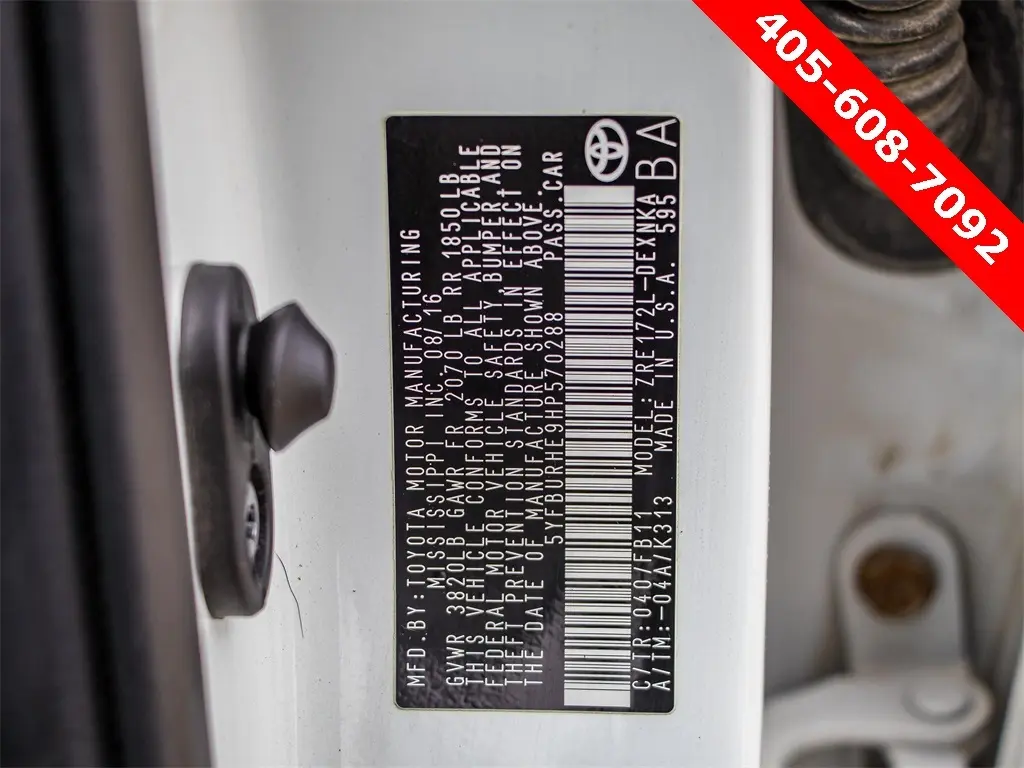 405-608-7092
MFD.BY:TOYOTA MOTOR MANUFACTURING
MISSISSIPPI INC.08/16
GVWR 3820LB GAWR FR 2070LB RR 1850LB
THIS VEHICLE CONFORMS TO ALL APPLICABLE
FEDERAL MOTOR VEHICLE SAFETY,BUMPER,AND
THEFT PREVENTION STANDARDS IN EFFECT ON
THE DATE OF MANUFACTURE SHOWN ABOVE.
5YFBURHE9HP570288 PASS.CAR
C/TR:040/FB11 MODEL:ZRE172L-DEXNKA
A/TM:-04A/K313 MADE IN U.S.A. 595
BA